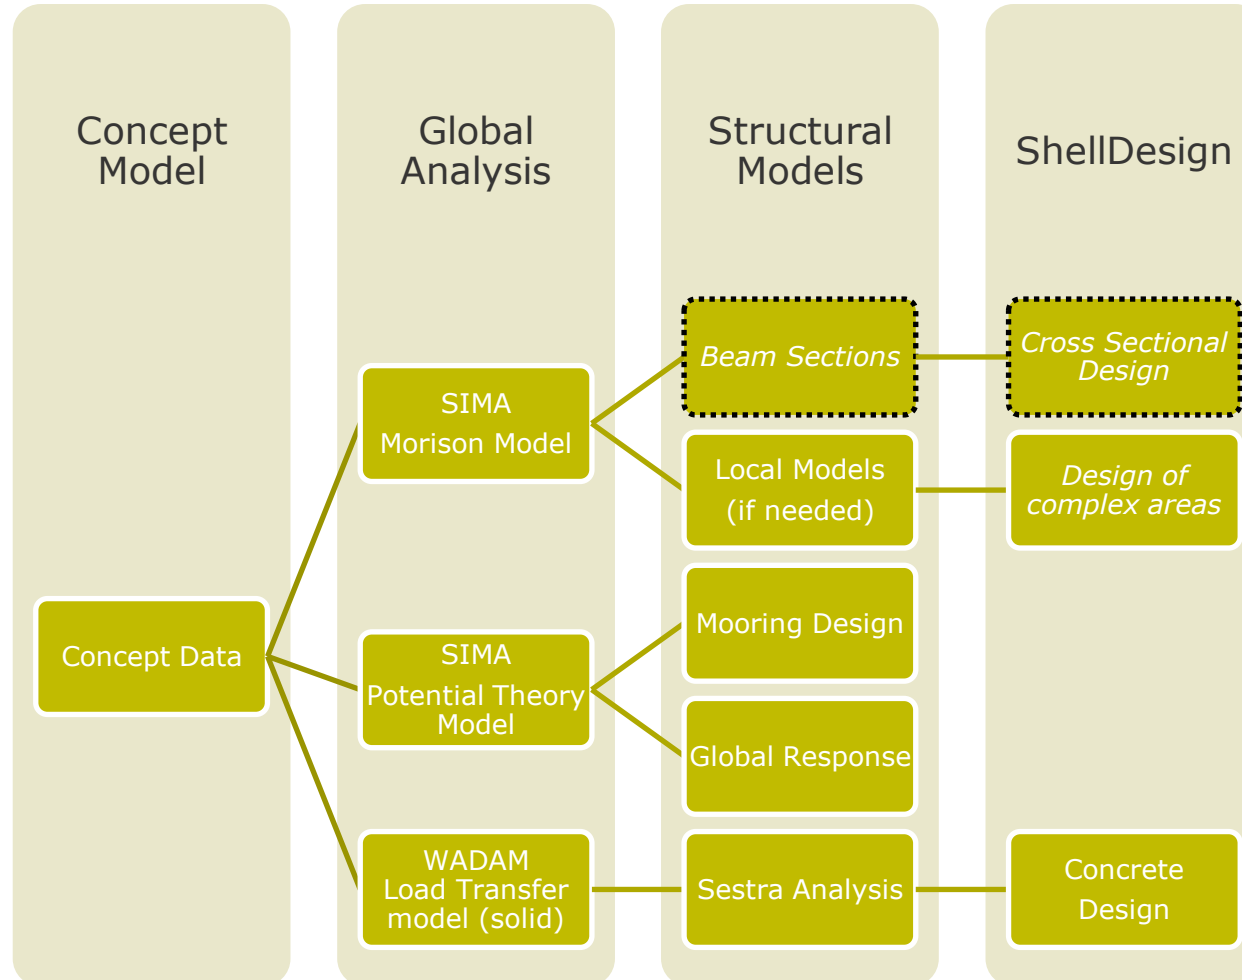 Concept
Model
Global
Analysis
Structural
Models
ShellDesign
Beam Sections
Cross Sectional
Design
SIMA
Morison Model
Local Models
(if needed)
Design of
complex areas
Concept Data
SIMA
Potential Theory
Model
Mooring Design
Global Response
WADAM
Load Transfer
model (solid)
Sestra Analysis
Concrete
Design